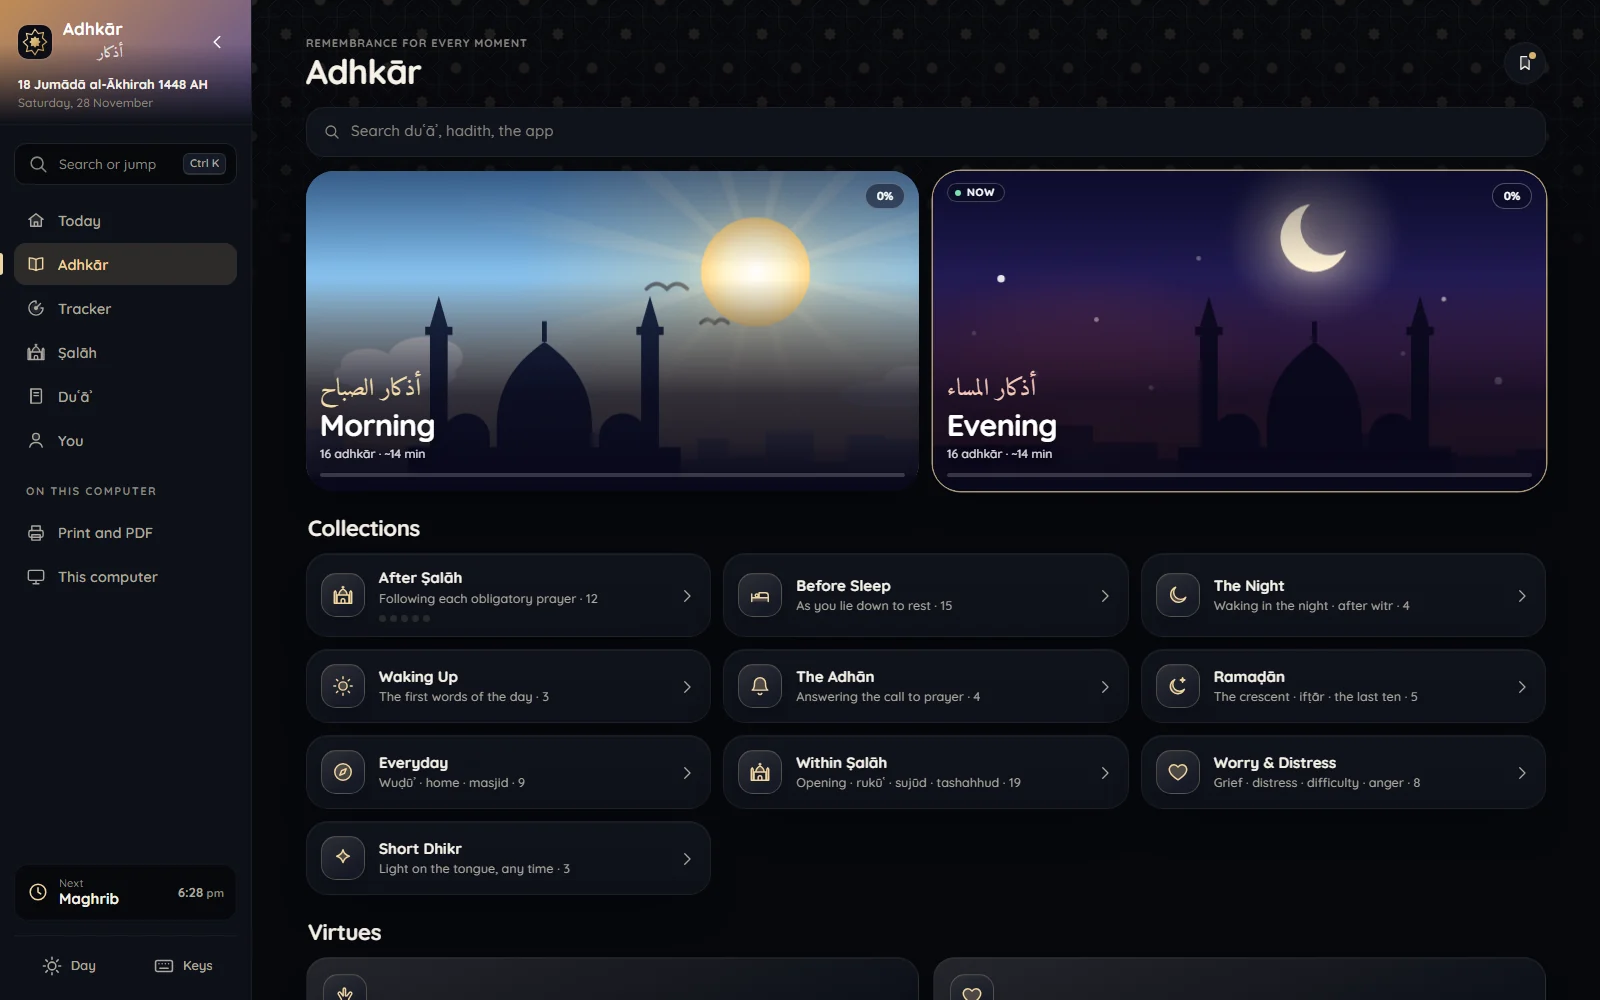 Adhkār
أذكار
18 Jumādā al-Ākhirah 1448 AH
Saturday, 28 November
Search or jump
Ctrl K
Today
Adhkār
Tracker
Ṣalāh
Duʿāʾ
You
ON THIS COMPUTER
Print and PDF
This computer
Next
Maghrib
6:28 pm
Day
Keys
REMEMBRANCE FOR EVERY MOMENT
Adhkār
Search duʿāʾ, hadith, the app
0%
أذكار الصباح
Morning
16 adhkār · ~14 min
NOW
0%
أذكار المساء
Evening
16 adhkār · ~14 min
Collections
After Ṣalāh
Following each obligatory prayer · 12
Before Sleep
As you lie down to rest · 15
The Night
Waking in the night · after witr · 4
Waking Up
The first words of the day · 3
The Adhān
Answering the call to prayer · 4
Ramaḍān
The crescent · ifṭār · the last ten · 5
Everyday
Wuḍūʾ · home · masjid · 9
Within Ṣalāh
Opening · rukūʿ · sujūd · tashahhud · 19
Worry & Distress
Grief · distress · difficulty · anger · 8
Short Dhikr
Light on the tongue, any time · 3
Virtues